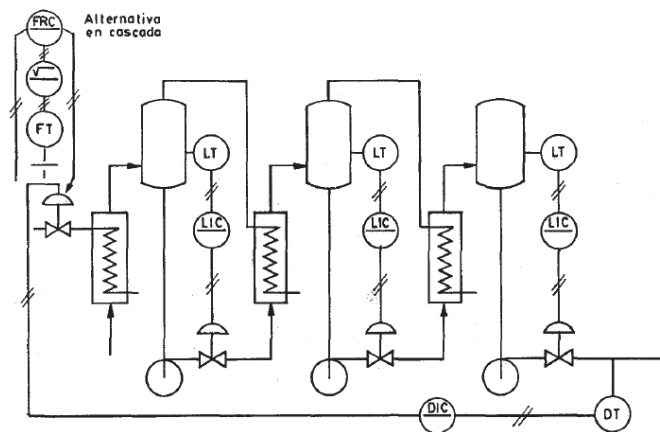 FRC
Alternativa
en cascada
√
FT
LT
LT
LT
LIC
LIC
LIC
DIC
DT